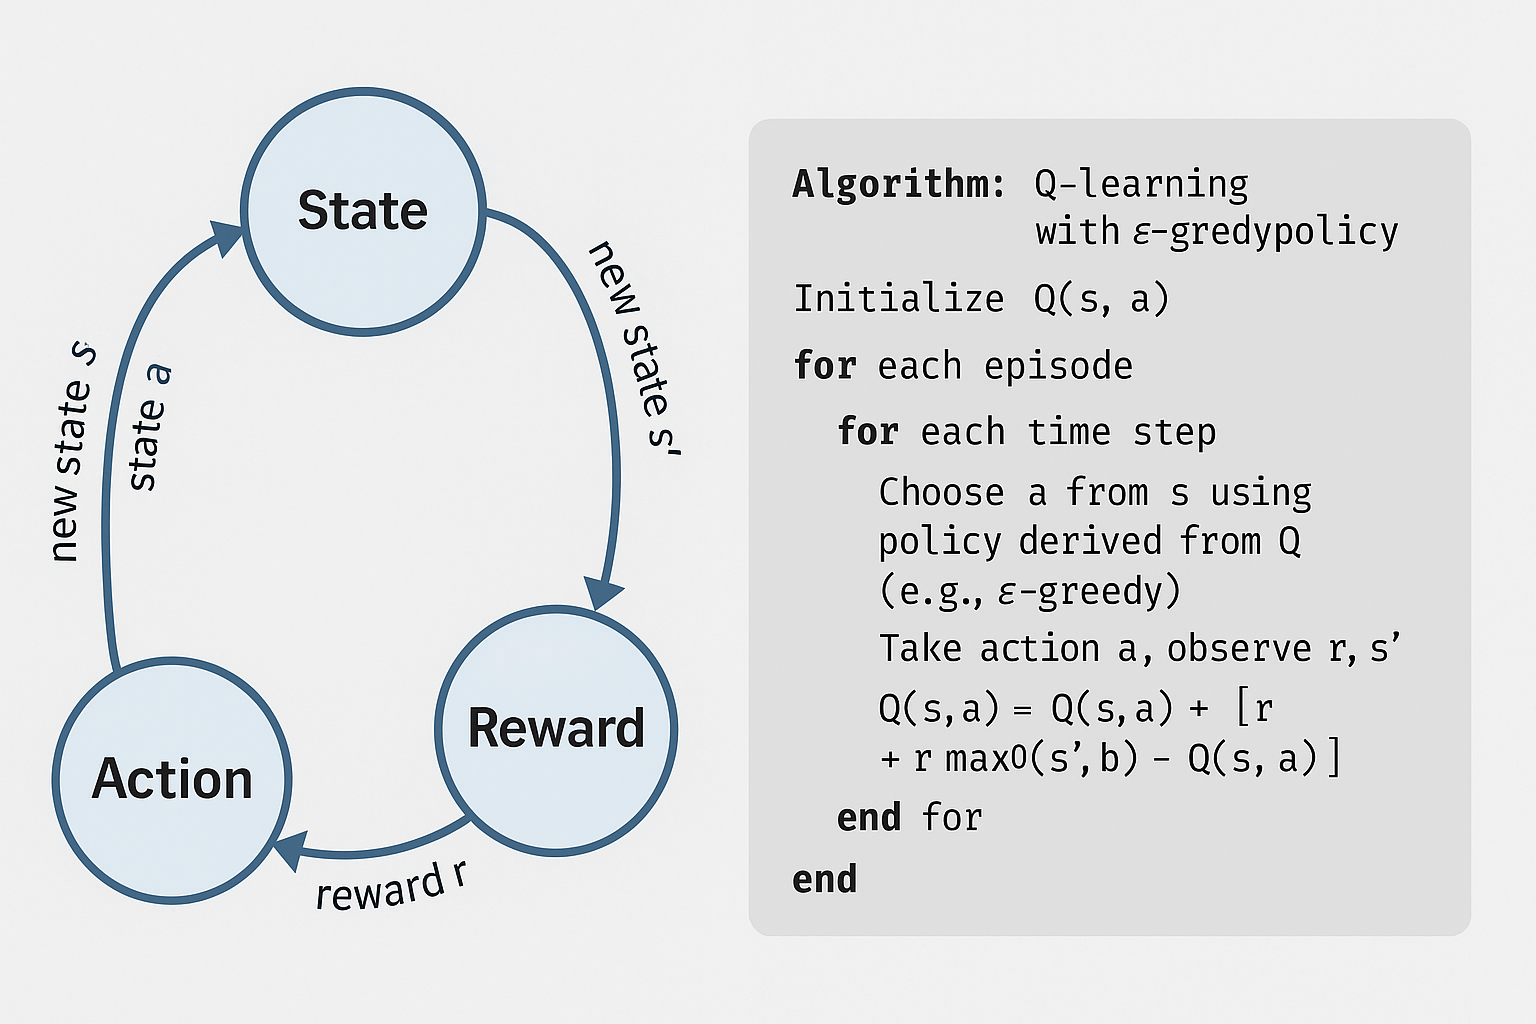 State
new state s
state a
new state s'
Reward
Action
reward r
Algorithm: Q-learning
with ε-gredypolicy
Initialize Q(s, a)
for each episode
for each time step
Choose a from s using
policy derived from Q
(e.g., ε-greedy)
Take action a, observe r, s’
Q(s,a) = Q(s,a) + [r
+ r max0(s’,b) – Q(s, a)]
end for
end